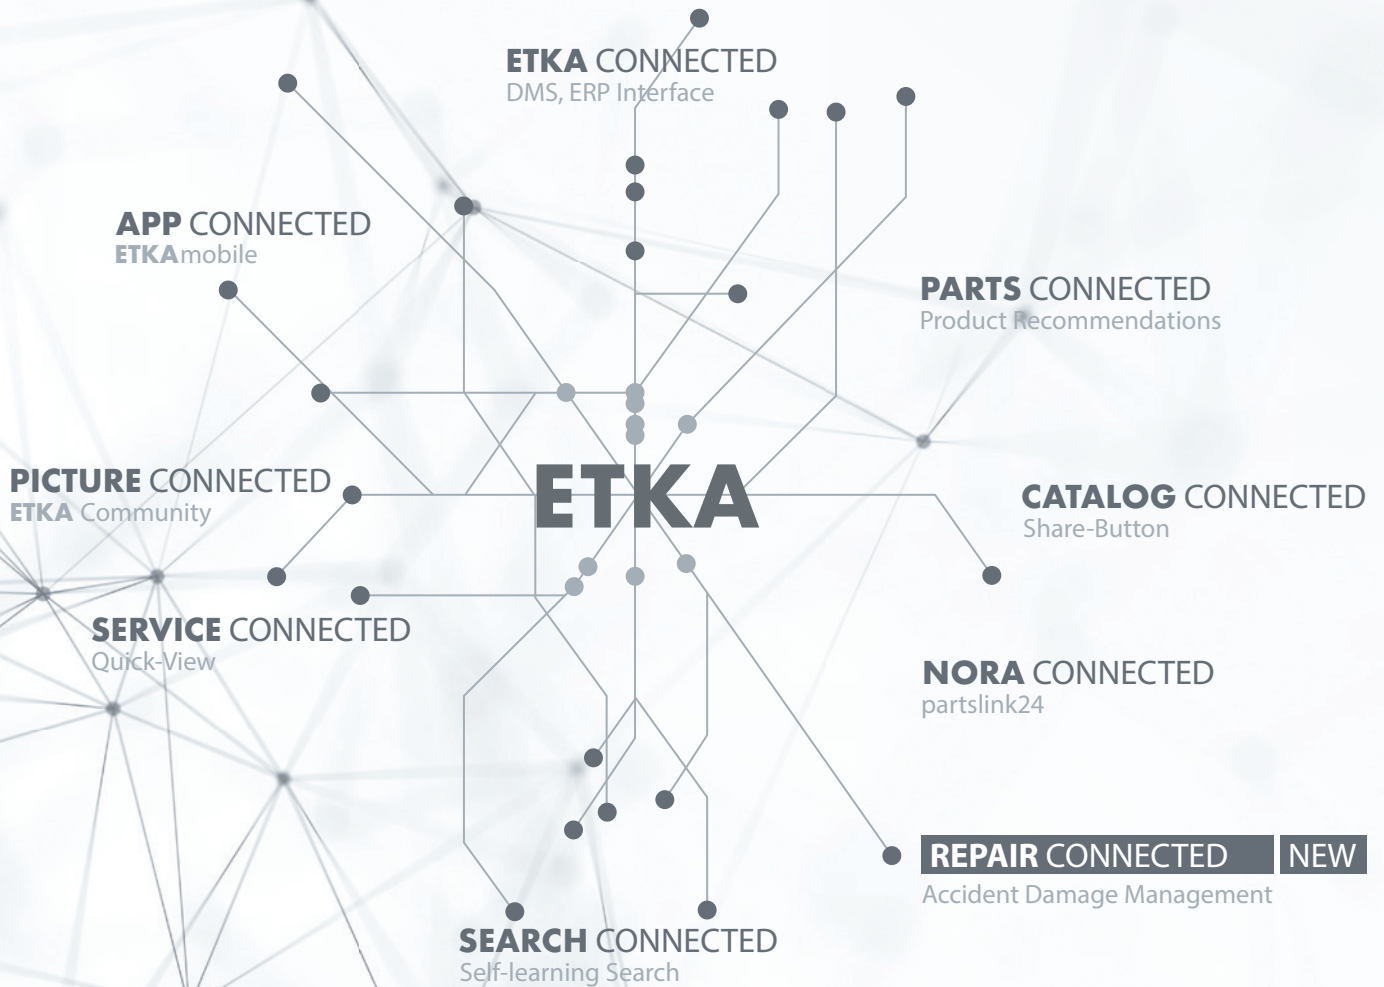 ETKA CONNECTED
DMS, ERP Interface
APP CONNECTED
ETKAmobile
PARTS CONNECTED
Product Recommendations
PICTURE CONNECTED
ETKA Community
ETKA
CATALOG CONNECTED
Share-Button
SERVICE CONNECTED
Quick-View
NORA CONNECTED
partslink24
REPAIR CONNECTED NEW
Accident Damage Management
SEARCH CONNECTED
Self-learning Search